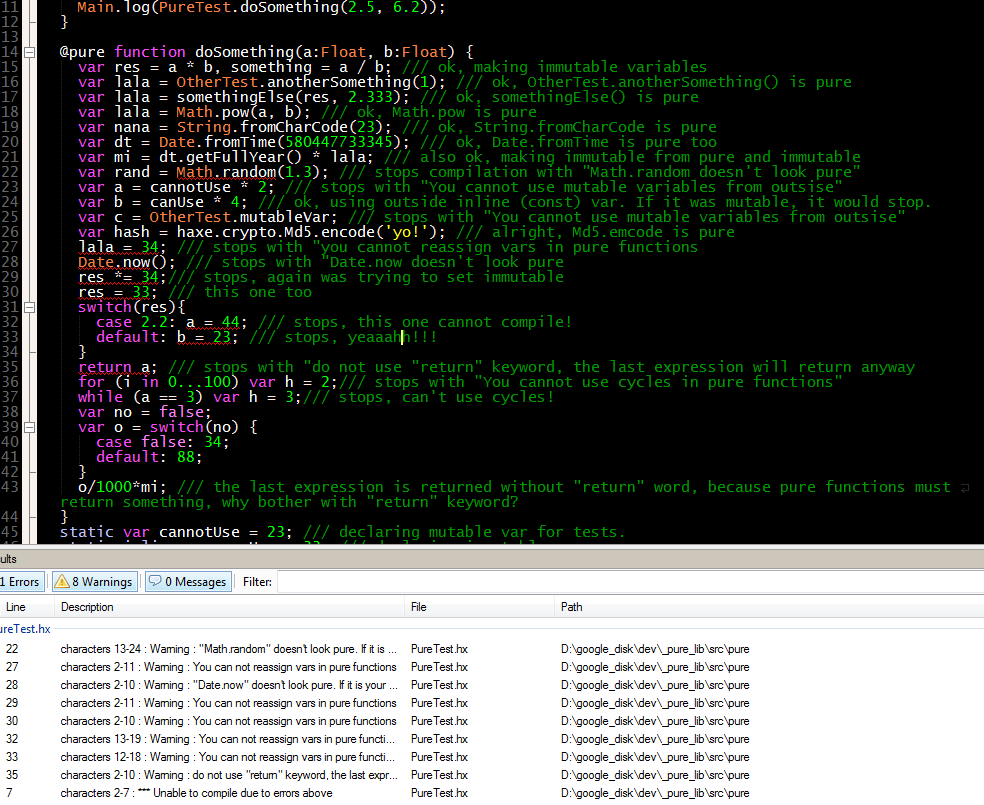 11 Main.log(PureTest.doSomething(2.5, 6.2));
12 }
13
14 @pure function doSomething(a:Float, b:Float) {
15 var res = a * b, something = a / b; /// ok, making immutable variables
16 var lala = OtherTest.anotherSomething(1); /// ok, OtherTest.anotherSomething() is pure
17 var lala = somethingElse(res, 2.333); /// ok, somethingElse() is pure
18 var lala = Math.pow(a, b); /// ok, Math.pow is pure
19 var nana = String.fromCharCode(23); /// ok, String.fromCharCode is pure
20 var dt = Date.fromTime(580447733345); /// ok, Date.fromTime is pure too
21 var mi = dt.getFullYear() * lala; /// also ok, making immutable from pure and immutable
22 var rand = Math.random(1.3); /// stops compilation with "Math.random doesn't look pure"
23 var a = cannotUse * 2; /// stops with "You cannot use mutable variables from outsise"
24 var b = canUse * 4; /// ok, using outside inline (const) var. If it was mutable, it would stop.
25 var c = OtherTest.mutableVar; /// stops with "You cannot use mutable variables from outsise"
26 var hash = haxe.crypto.Md5.encode('yo!'); /// alright, Md5.emcode is pure
27 lala = 34; /// stops with "you cannot reassign vars in pure functions
28 Date.now(); /// stops with "Date.now doesn't look pure
29 res *= 34;/// stops, again was trying to set immutable
30 res = 33; /// this one too
31 switch(res){
32 case 2.2: a = 44; /// stops, this one cannot compile!
33 default: b = 23; /// stops, yeaaahh!!!
34 }
35 return a; /// stops with "do not use "return" keyword, the last expression will return anyway
36 for (i in 0...100) var h = 2;/// stops with "You cannot use cycles in pure functions"
37 while (a == 3) var h = 3;/// stops, can't use cycles!
38 var no = false;
39 var o = switch(no) {
40 case false: 34;
41 default: 88;
42 }
43 o/1000*mi; /// the last expression is returned without "return" word, because pure functions must
return something, why bother with "return" keyword?
44 }
45 static var cannotUse = 23; /// declaring mutable var for tests.
ults
1 Errors 8 Warnings 0 Messages Filter:
Line Description File Path
ureTest.hx
22 characters 13-24 : Warning : "Math.random" doesn't look pure. If it is ... PureTest.hx D:\google_disk\dev\_pure_lib\src\pure
27 characters 2-11 : Warning : You can not reassign vars in pure functions PureTest.hx D:\google_disk\dev\_pure_lib\src\pure
28 characters 2-10 : Warning : "Date.now" doesn't look pure. If it is your ... PureTest.hx D:\google_disk\dev\_pure_lib\src\pure
29 characters 2-11 : Warning : You can not reassign vars in pure functions PureTest.hx D:\google_disk\dev\_pure_lib\src\pure
30 characters 2-10 : Warning : You can not reassign vars in pure functions PureTest.hx D:\google_disk\dev\_pure_lib\src\pure
32 characters 13-19 : Warning : You can not reassign vars in pure functi... PureTest.hx D:\google_disk\dev\_pure_lib\src\pure
33 characters 12-18 : Warning : You can not reassign vars in pure functi... PureTest.hx D:\google_disk\dev\_pure_lib\src\pure
35 characters 2-10 : Warning : do not use "return" keyword, the last expr... PureTest.hx D:\google_disk\dev\_pure_lib\src\pure
7 characters 2-7 : *** Unable to compile due to errors above PureTest.hx D:\google_disk\dev\_pure_lib\src\pure